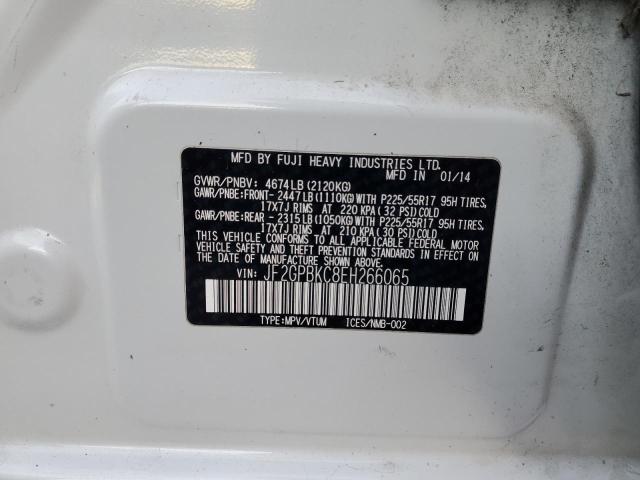 MFD BY FUJI HEAVY INDUSTRIES LTD.
MFD IN 01/14
GVWR/PNBV: 4674LB(2120KG)
GAWR/PNBE:FRONT- 2447LB(1110KG)WITH P225/55R17 95H TIRES,
17X7J RIMS AT 220 KPA(32 PSI)COLD
GAWR/PNBE:REAR - 2315LB(1050KG)WITH P225/55R17 95H TIRES,
17X7J RIMS AT 210 KPA(30 PSI)COLD
THIS VEHICLE CONFORMS TO ALL APPLICABLE FEDERAL MOTOR
VEHICLE SAFETY, BUMPER, AND THEFT PREVENTION STANDARDS IN EFFECT ON
THE DATE OF MANUFACTURE SHOWN ABOVE.
VIN: JF2GPBKC8EH266065
TYPE:MPV/VTUM ICES/NMB-002